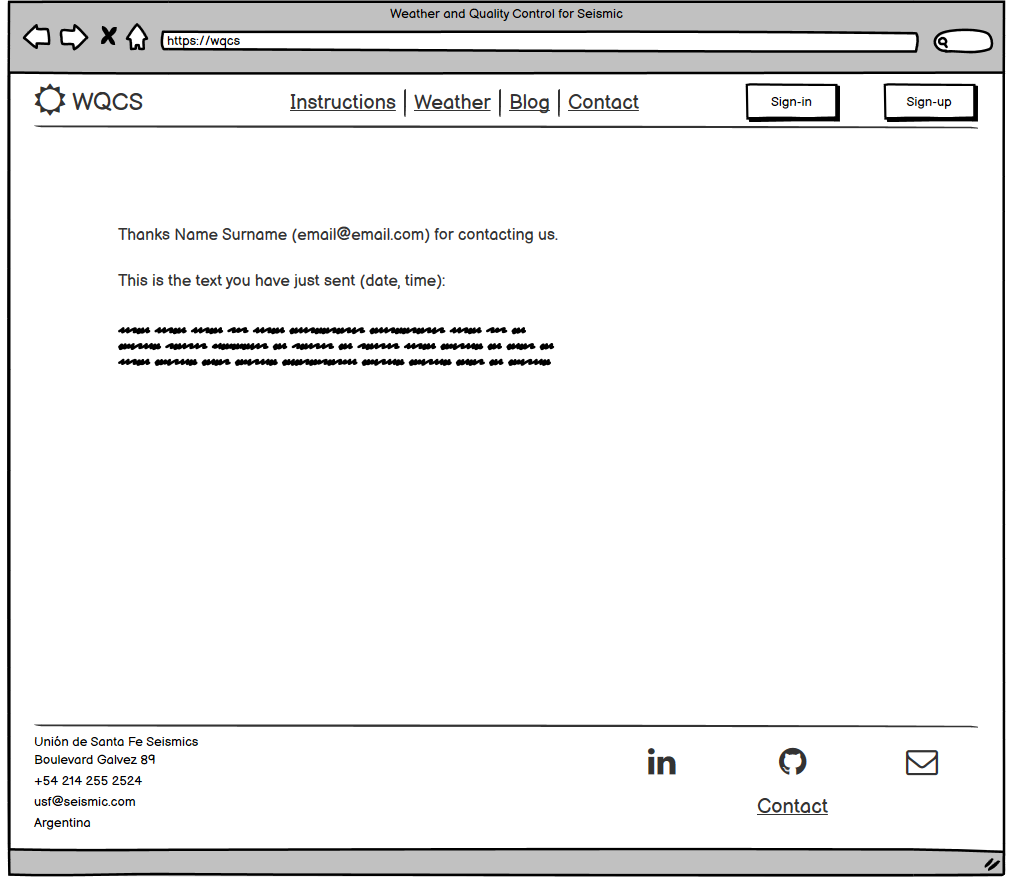 Weather and Quality Control for Seismic
https://wqcs
WQCS
Instructions | Weather | Blog | Contact
Sign-in
Sign-up
Thanks Name Surname (email@email.com) for contacting us.
This is the text you have just sent (date, time):
Unión de Santa Fe Seismics
Boulevard Galvez 89
+54 214 255 2524
usf@seismic.com
Argentina
in
Contact